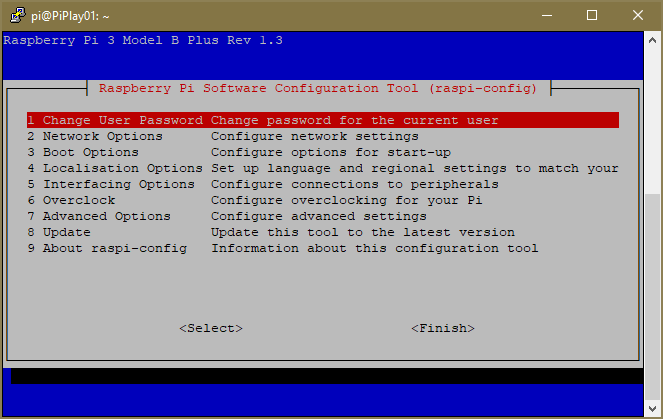 pi@PiPlay01: ~
Raspberry Pi 3 Model B Plus Rev 1.3
Raspberry Pi Software Configuration Tool (raspi-config)
1 Change User Password Change password for the current user
2 Network Options Configure network settings
3 Boot Options Configure options for start-up
4 Localisation Options Set up language and regional settings to match your
5 Interfacing Options Configure connections to peripherals
6 Overclock Configure overclocking for your Pi
7 Advanced Options Configure advanced settings
8 Update Update this tool to the latest version
9 About raspi-config Information about this configuration tool
<Select> <Finish>